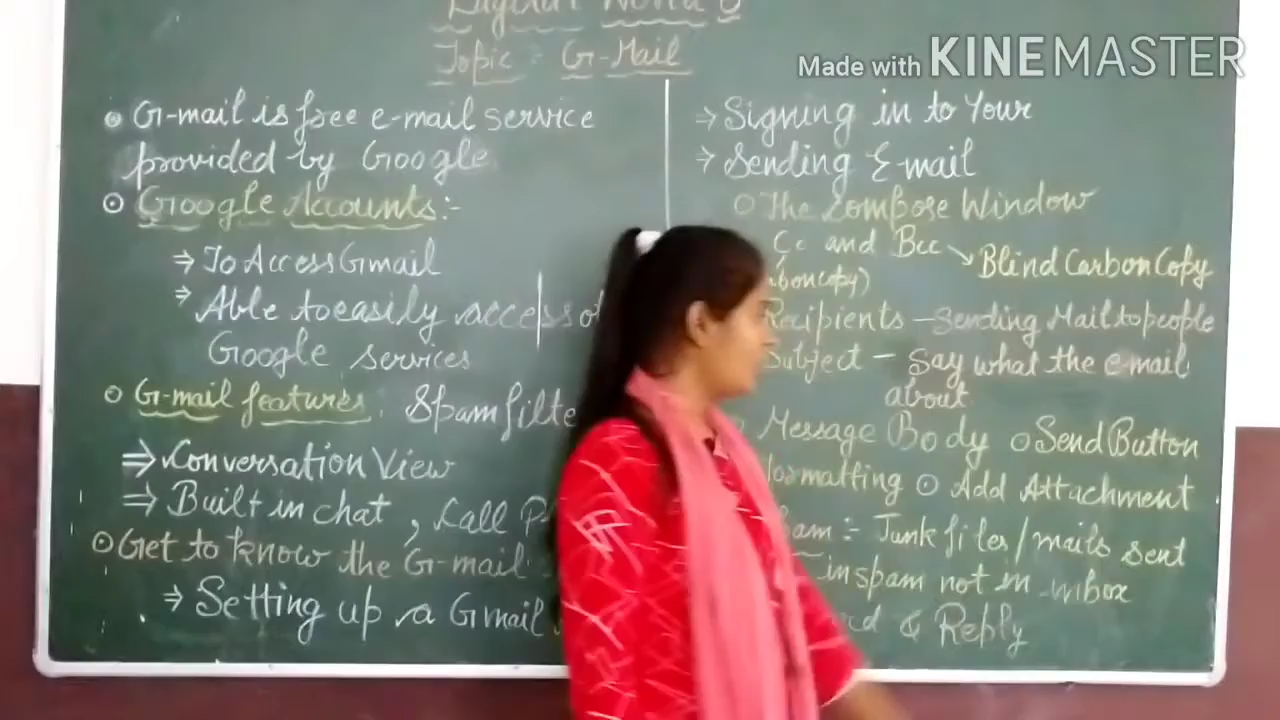 Digital World 6
Topic = G-Mail
Made with KINEMASTER
G-mail is free e-mail service
provided by Google
Google Accounts:-
⇒ To Access Gmail
⇒ Able to easily access
Google services
G-mail features. Spam
⇒ Conversation View
⇒ Built in chat, Call
Get to know the G-mail
⇒ Setting up a Gmail
⇒ Signing in to Your
⇒ Sending E-mail
The Compose Window
Cc and Bcc → Blind Carbon Copy
Recipients - Sending Mail to people
Subject - Say what the e-mail
about
Message Body Send Button
Add Attachment
:- Junk files/mails sent
in spam not in inbox
& Reply